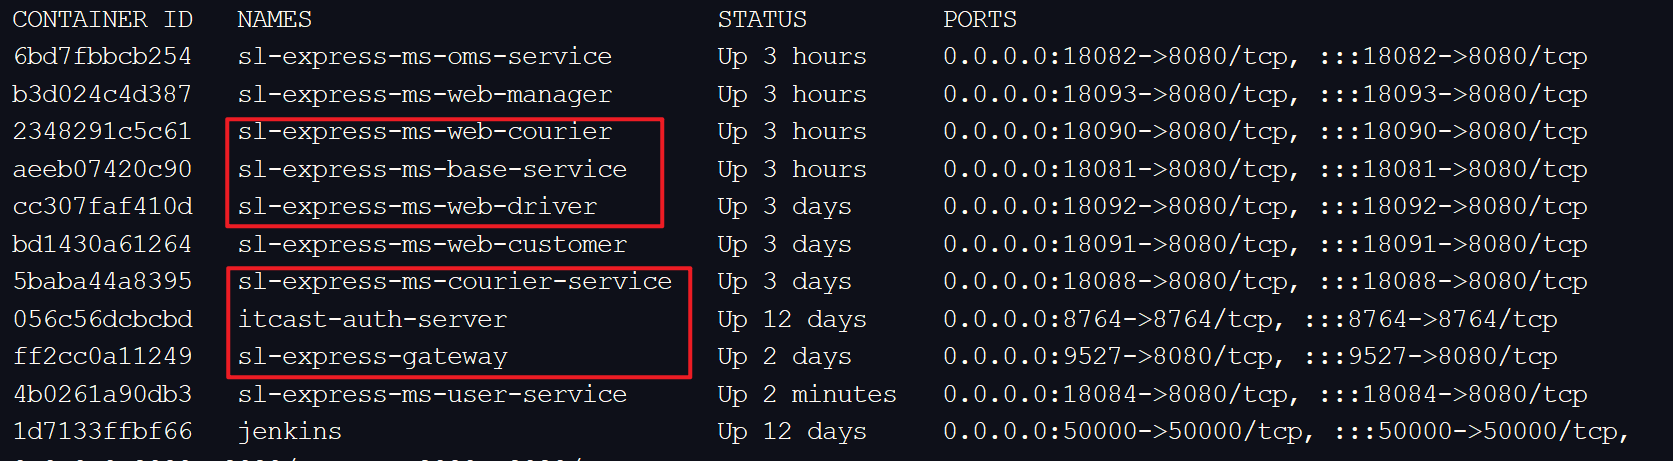 CONTAINER ID NAMES STATUS PORTS
6bd7fbbcb254 sl-express-ms-oms-service Up 3 hours 0.0.0.0:18082->8080/tcp, :::18082->8080/tcp
b3d024c4d387 sl-express-ms-web-manager Up 3 hours 0.0.0.0:18093->8080/tcp, :::18093->8080/tcp
2348291c5c61 sl-express-ms-web-courier Up 3 hours 0.0.0.0:18090->8080/tcp, :::18090->8080/tcp
aeeb07420c90 sl-express-ms-base-service Up 3 hours 0.0.0.0:18081->8080/tcp, :::18081->8080/tcp
cc307faf410d sl-express-ms-web-driver Up 3 days 0.0.0.0:18092->8080/tcp, :::18092->8080/tcp
bd1430a61264 sl-express-ms-web-customer Up 3 days 0.0.0.0:18091->8080/tcp, :::18091->8080/tcp
5baba44a8395 sl-express-ms-courier-service Up 3 days 0.0.0.0:18088->8080/tcp, :::18088->8080/tcp
056c56dcbcbd itcast-auth-server Up 12 days 0.0.0.0:8764->8764/tcp, :::8764->8764/tcp
ff2cc0a11249 sl-express-gateway Up 2 days 0.0.0.0:9527->8080/tcp, :::9527->8080/tcp
4b0261a90db3 sl-express-ms-user-service Up 2 minutes 0.0.0.0:18084->8080/tcp, :::18084->8080/tcp
1d7133ffbf66 jenkins Up 12 days 0.0.0.0:50000->50000/tcp, :::50000->50000/tcp,